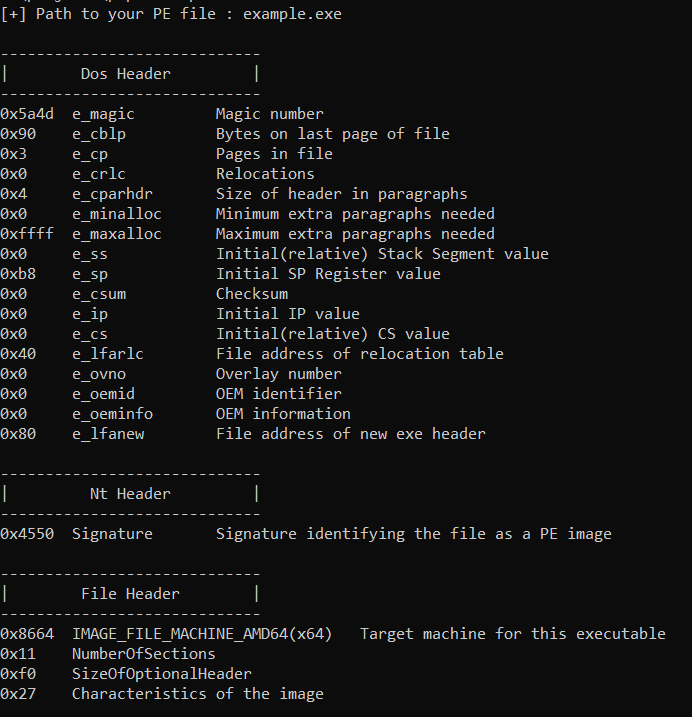 [+] Path to your PE file : example.exe
-----------------------------
|        Dos Header         |
-----------------------------
0x5a4d  e_magic         Magic number
0x90    e_cblp          Bytes on last page of file
0x3     e_cp            Pages in file
0x0     e_crlc          Relocations
0x4     e_cparhdr       Size of header in paragraphs
0x0     e_minalloc      Minimum extra paragraphs needed
0xffff  e_maxalloc      Maximum extra paragraphs needed
0x0     e_ss            Initial(relative) Stack Segment value
0xb8    e_sp            Initial SP Register value
0x0     e_csum          Checksum
0x0     e_ip            Initial IP value
0x0     e_cs            Initial(relative) CS value
0x40    e_lfarlc        File address of relocation table
0x0     e_ovno          Overlay number
0x0     e_oemid         OEM identifier
0x0     e_oeminfo       OEM information
0x80    e_lfanew        File address of new exe header
-----------------------------
|         Nt Header         |
-----------------------------
0x4550  Signature       Signature identifying the file as a PE image
-----------------------------
|        File Header        |
-----------------------------
0x8664  IMAGE_FILE_MACHINE_AMD64(x64)   Target machine for this executable
0x11    NumberOfSections
0xf0    SizeOfOptionalHeader
0x27    Characteristics of the image